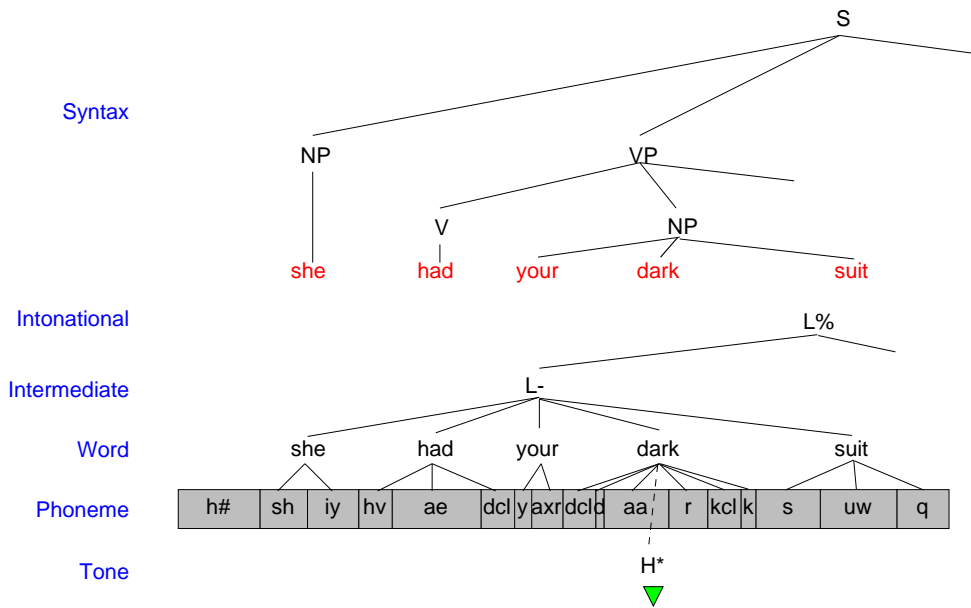 S
Syntax
NP VP
V NP
she had your dark suit
Intonational L%
Intermediate L-
Word she had your dark suit
Phoneme h# sh iy hv ae dcl y axr dcl d aa r kcl k s uw q
Tone H*